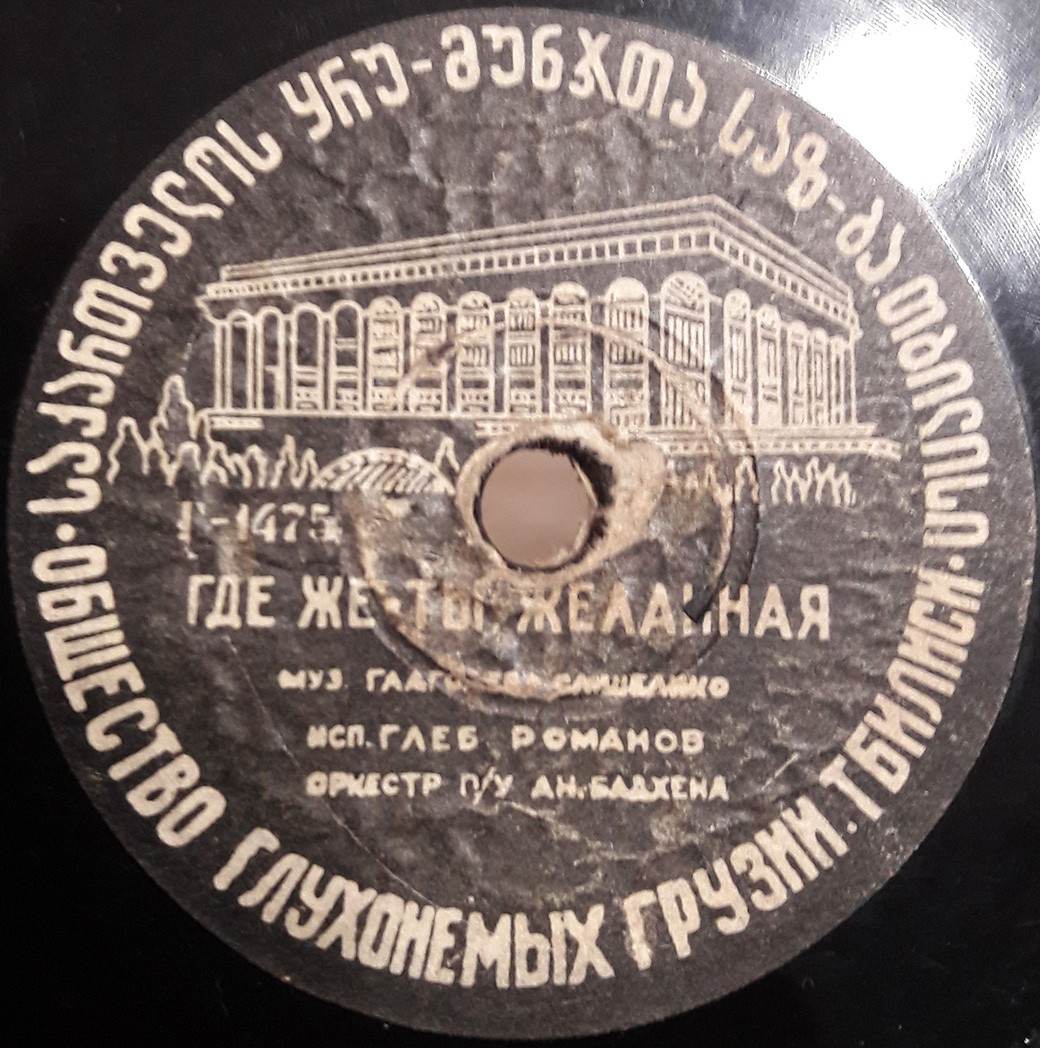 საქართველოს ყრუ-მუნჯთა საზ-ბა. თბილისი.
Г-1475
ГДЕ ЖЕ ТЫ ЖЕЛАННАЯ
МУЗ.
ИСП. ГЛЕБ РОМАНОВ
ОРКЕСТР П/У АН. БАДХЕНА
ОБЩЕСТВО ГЛУХОНЕМЫХ ГРУЗИИ. ТБИЛИСИ.